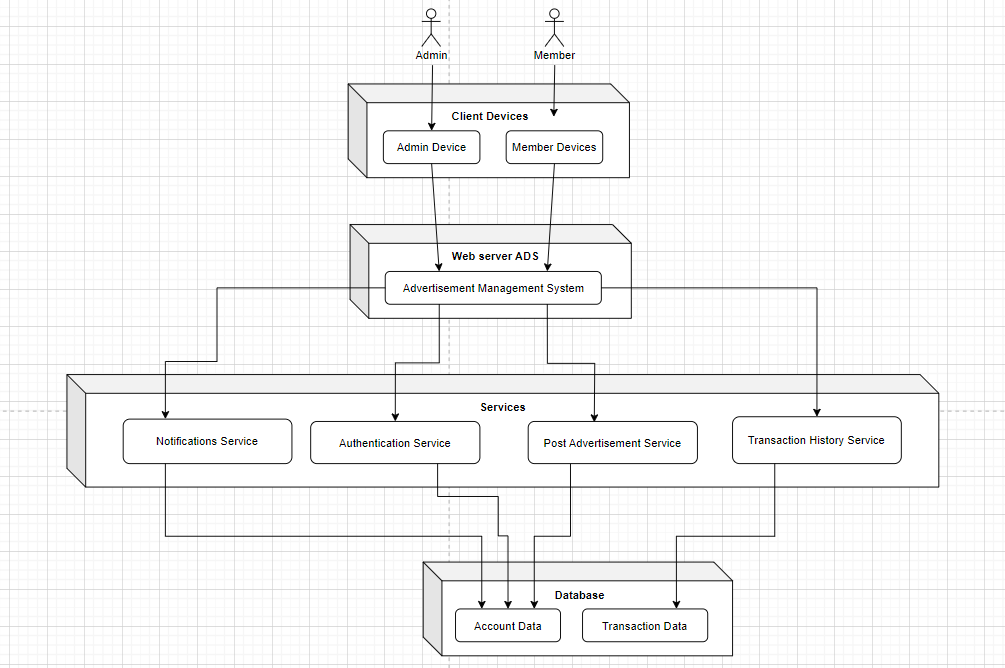 Admin
Member
Client Devices
Admin Device
Member Devices
Web server ADS
Advertisement Management System
Services
Notifications Service
Authentication Service
Post Advertisement Service
Transaction History Service
Database
Account Data
Transaction Data